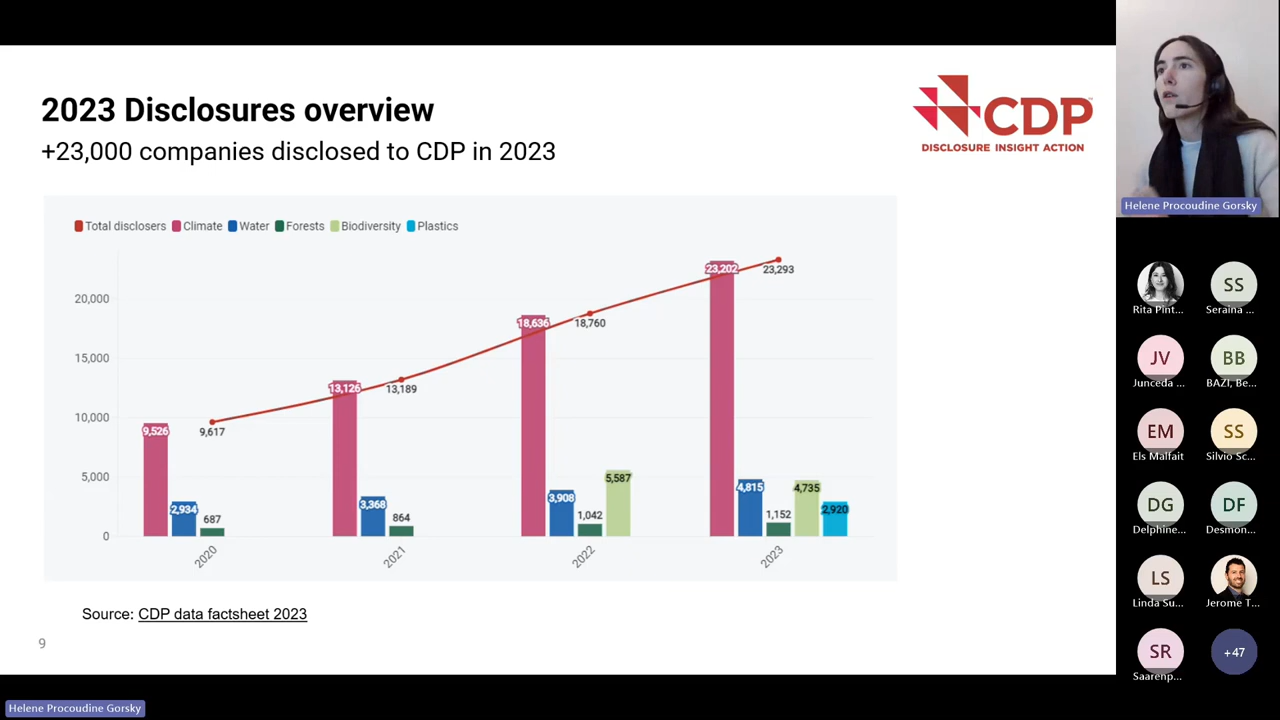 2023 Disclosures overview
+23,000 companies disclosed to CDP in 2023
CDP
DISCLOSURE INSIGHT ACTION
Total disclosers Climate Water Forests Biodiversity Plastics
20,000
15,000
10,000
5,000
0
9,526
2,934
687
9,617
13,126
3,368
864
13,189
18,636
3,908
1,042
5,587
18,760
23,202
4,815
1,152
4,735
2,920
23,293
2020
2021
2022
2023
Source: CDP data factsheet 2023
9
Helene Procoudine Gorsky
Helene Procoudine Gorsky
Rita Pint...
SS
Seraina ...
JV
Junceda ...
BB
BAZI, Be...
EM
Els Malfait
SS
Silvio Sc...
DG
Delphine...
DF
Desmon...
LS
Linda Su...
Jerome T...
SR
Saarenp...
+47